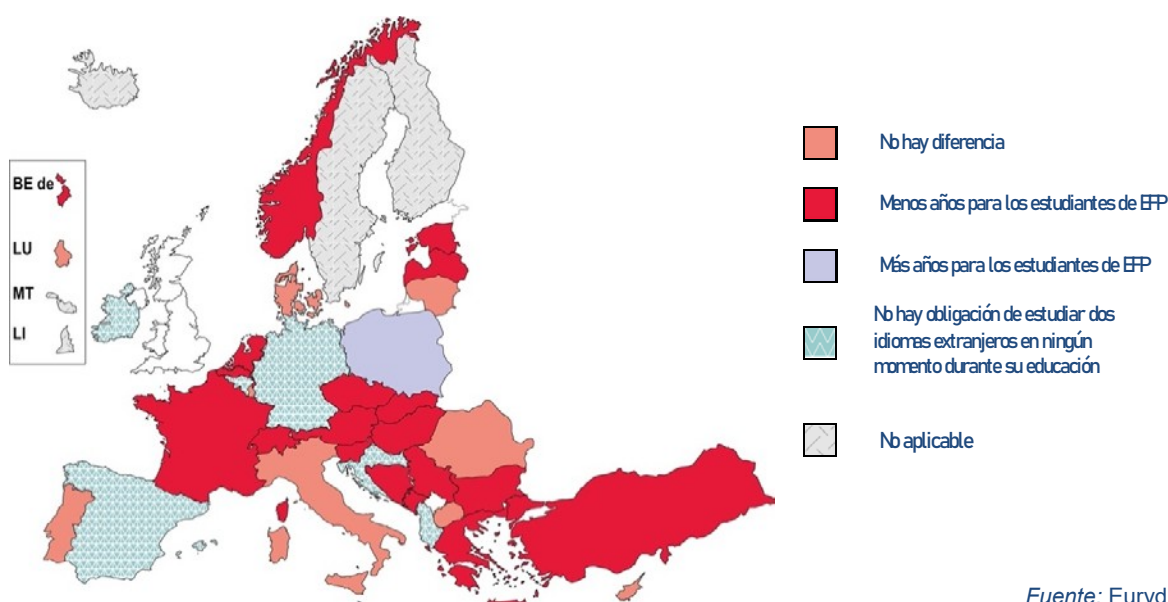 BE de
LU
MT
LI
No hay diferencia
Menos años para los estudiantes de EFP
Más años para los estudiantes de EFP
No hay obligación de estudiar dos
idiomas extranjeros en ningún
momento durante su educación
No aplicable
Fuente: Euryd